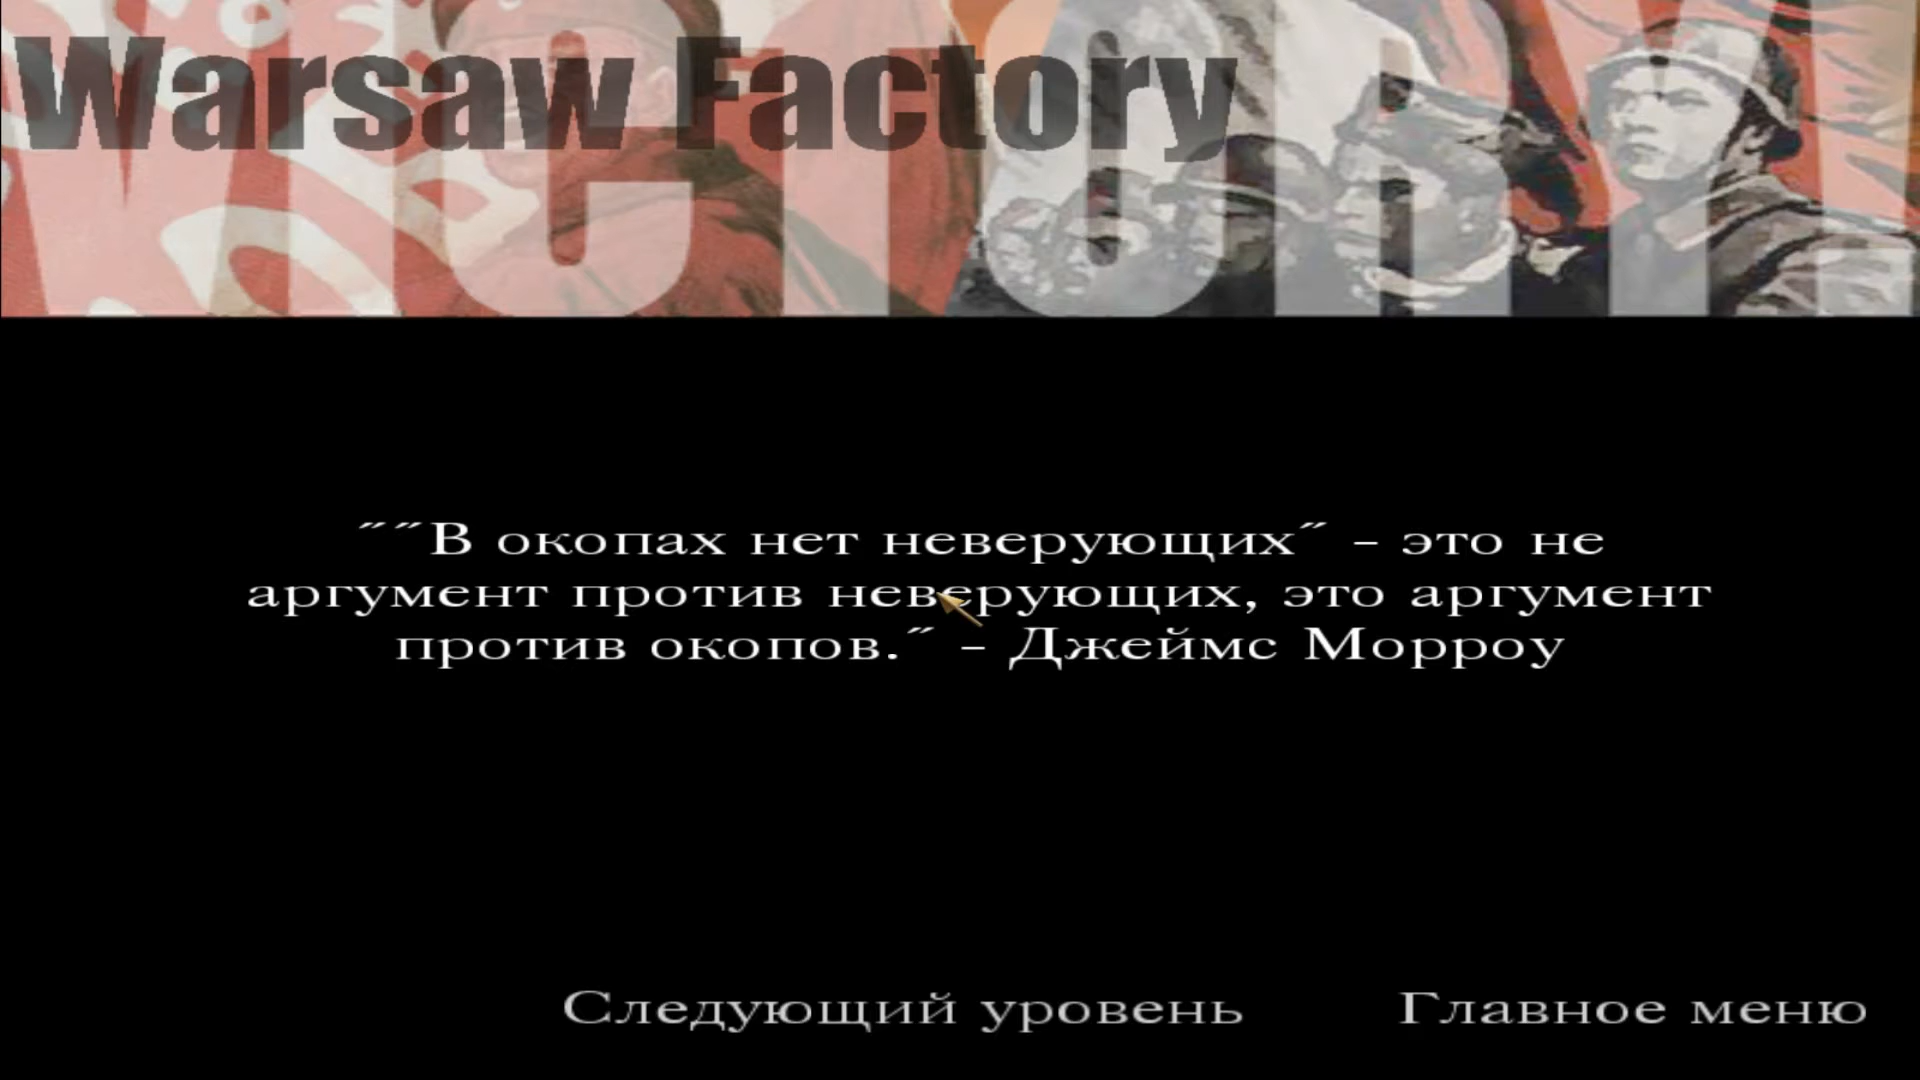 VICTORY
Warsaw Factory
˝˝В окопах нет неверующих˝ – это не
аргумент против неверующих, это аргумент
против окопов.˝ – Джеймс Морроу
Следующий уровень
Главное меню